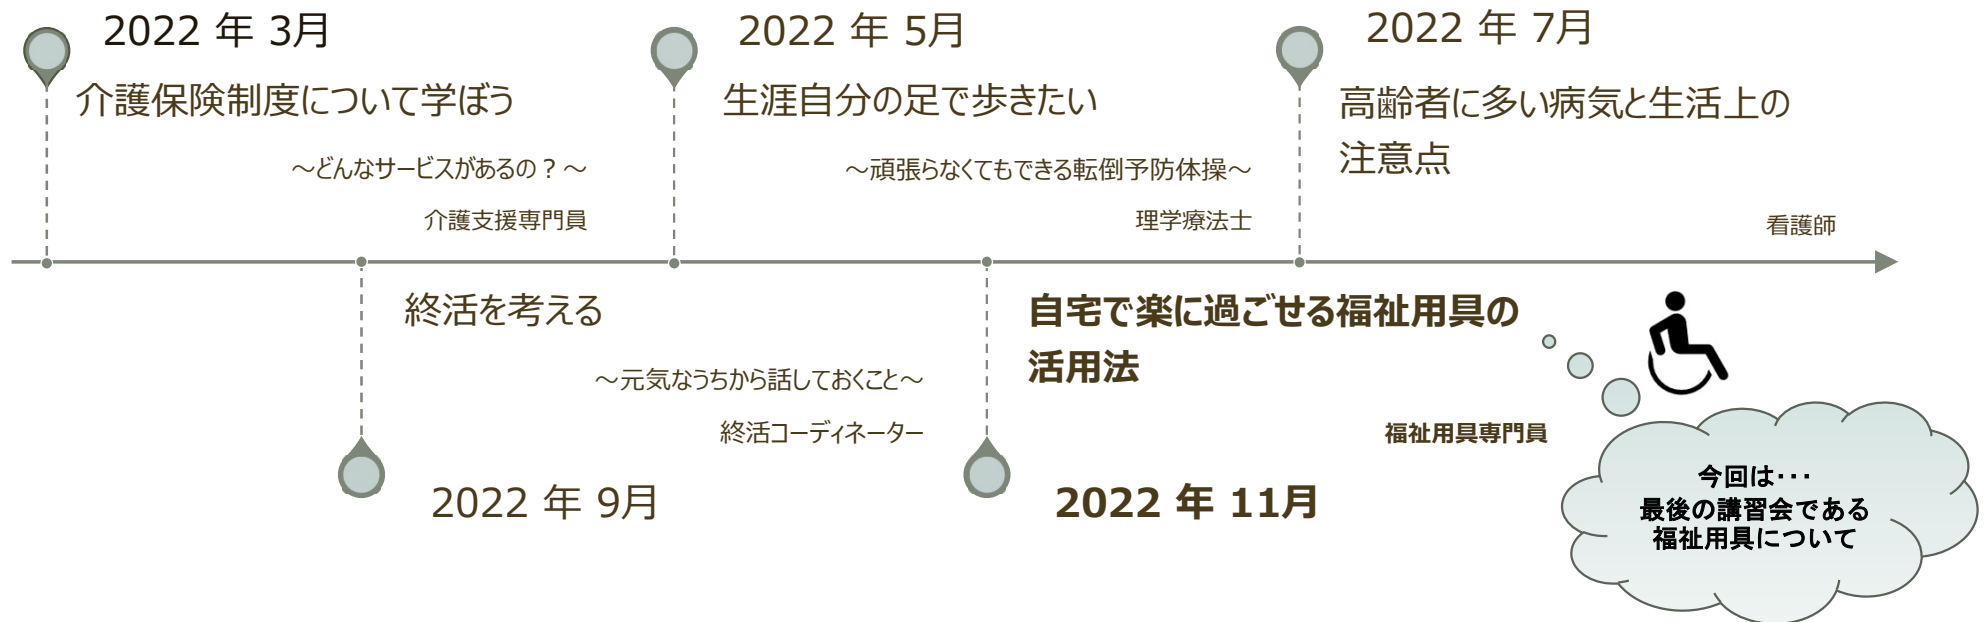 2022 年 3月
介護保険制度について学ぼう
～どんなサービスがあるの？～
介護支援専門員
2022 年 5月
生涯自分の足で歩きたい
～頑張らなくてもできる転倒予防体操～
理学療法士
2022 年 7月
高齢者に多い病気と生活上の
注意点
看護師
終活を考える
～元気なうちから話しておくこと～
終活コーディネーター
2022 年 9月
自宅で楽に過ごせる福祉用具の
活用法
福祉用具専門員
2022 年 11月
今回は･･･
最後の講習会である
福祉用具について